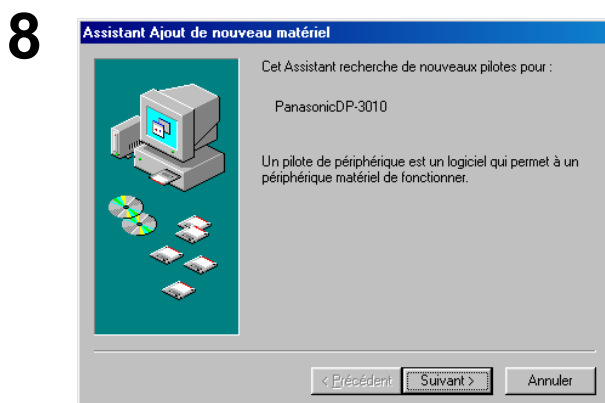 8
Assistant Ajout de nouveau matériel
Cet Assistant recherche de nouveaux pilotes pour :
PanasonicDP-3010
Un pilote de périphérique est un logiciel qui permet à un
périphérique matériel de fonctionner.
< Précédent Suivant > Annuler